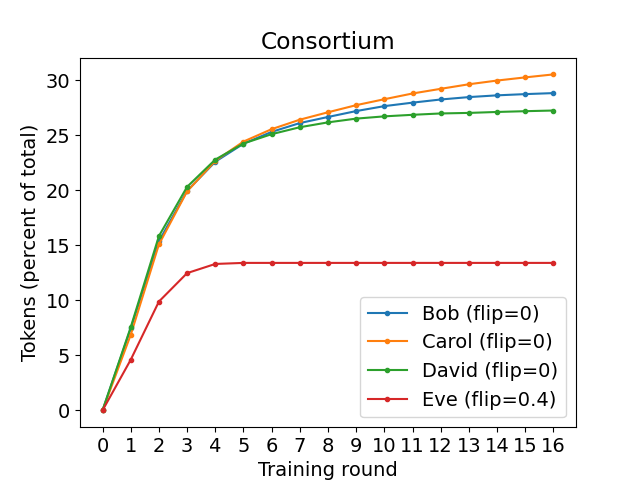 Consortium
Tokens (percent of total)
30
25
20
15
10
5
0
Bob (flip=0)
Carol (flip=0)
David (flip=0)
Eve (flip=0.4)
0 1 2 3 4 5 6 7 8 9 10 11 12 13 14 15 16
Training round